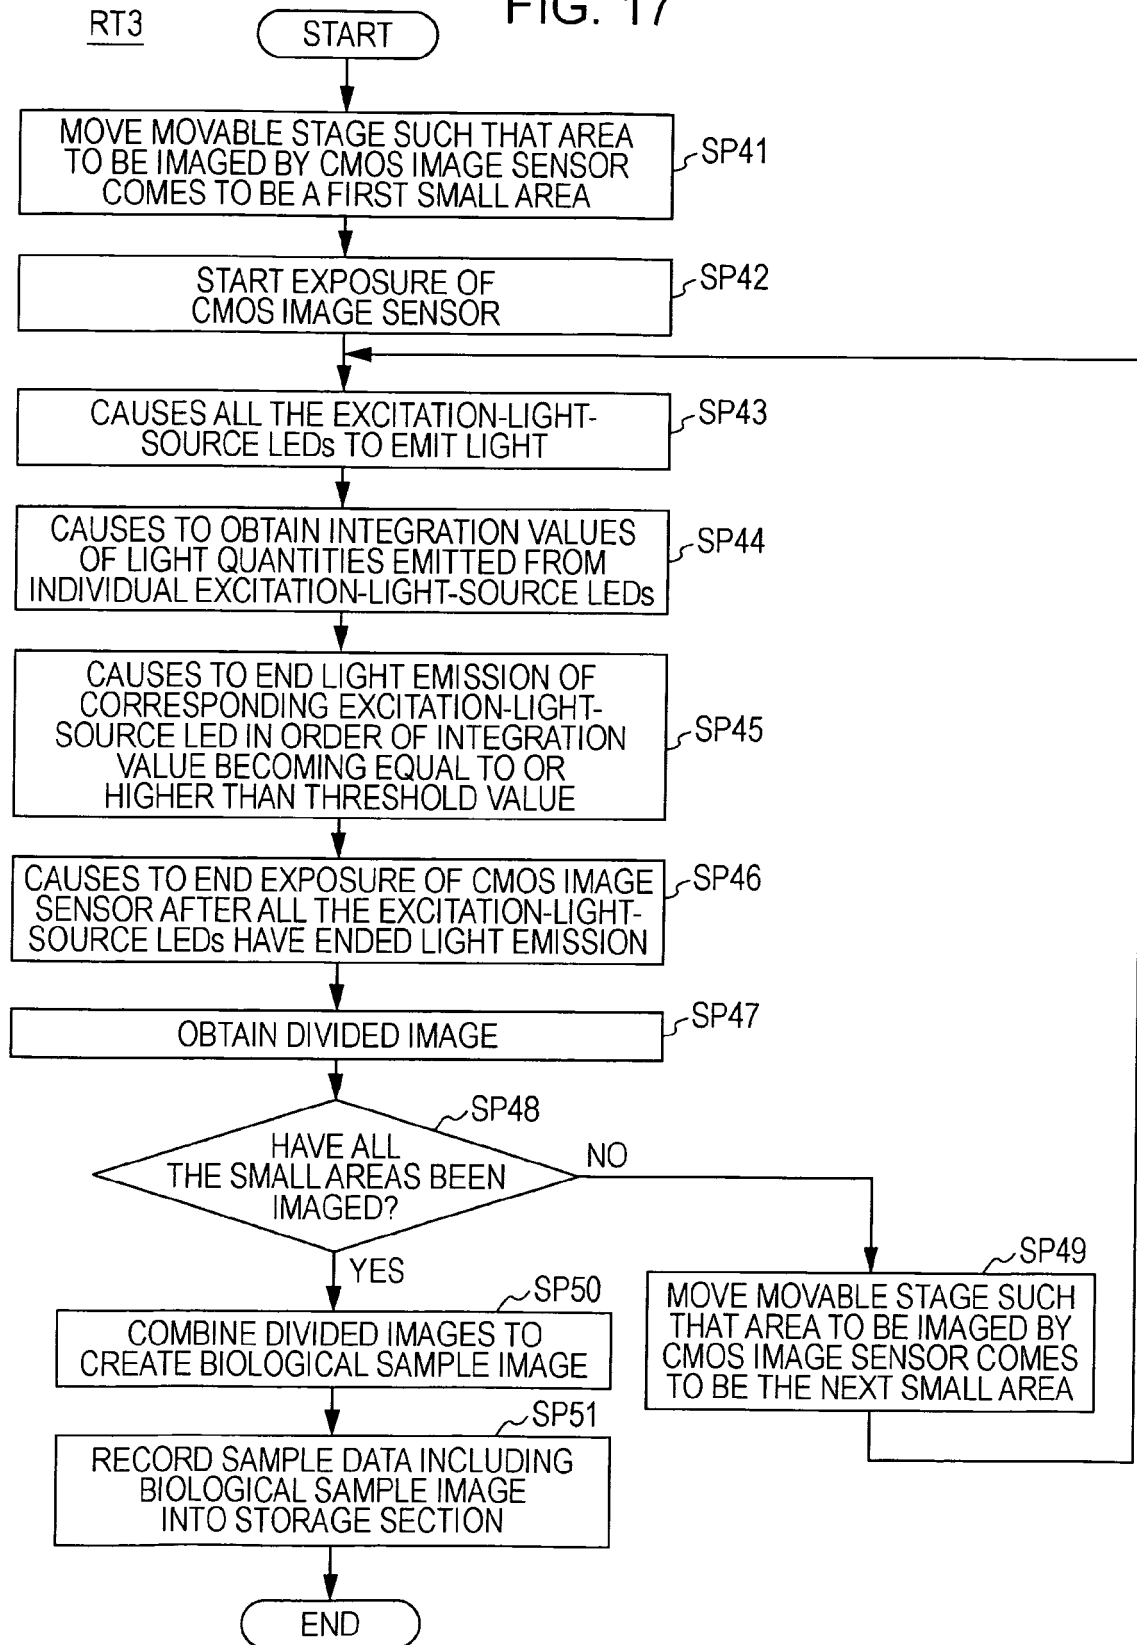 FIG. 17
RT3
START
MOVE MOVABLE STAGE SUCH THAT AREA
TO BE IMAGED BY CMOS IMAGE SENSOR
COMES TO BE A FIRST SMALL AREA
SP41
START EXPOSURE OF
CMOS IMAGE SENSOR
SP42
CAUSES ALL THE EXCITATION-LIGHT-
SOURCE LEDs TO EMIT LIGHT
SP43
CAUSES TO OBTAIN INTEGRATION VALUES
OF LIGHT QUANTITIES EMITTED FROM
INDIVIDUAL EXCITATION-LIGHT-SOURCE LEDs
SP44
CAUSES TO END LIGHT EMISSION OF
CORRESPONDING EXCITATION-LIGHT-
SOURCE LED IN ORDER OF INTEGRATION
VALUE BECOMING EQUAL TO OR
HIGHER THAN THRESHOLD VALUE
SP45
CAUSES TO END EXPOSURE OF CMOS IMAGE
SENSOR AFTER ALL THE EXCITATION-LIGHT-
SOURCE LEDs HAVE ENDED LIGHT EMISSION
SP46
OBTAIN DIVIDED IMAGE
SP47
HAVE ALL
THE SMALL AREAS BEEN
IMAGED?
SP48
NO
YES
MOVE MOVABLE STAGE SUCH
THAT AREA TO BE IMAGED BY
CMOS IMAGE SENSOR COMES
TO BE THE NEXT SMALL AREA
SP49
COMBINE DIVIDED IMAGES TO
CREATE BIOLOGICAL SAMPLE IMAGE
SP50
RECORD SAMPLE DATA INCLUDING
BIOLOGICAL SAMPLE IMAGE
INTO STORAGE SECTION
SP51
END